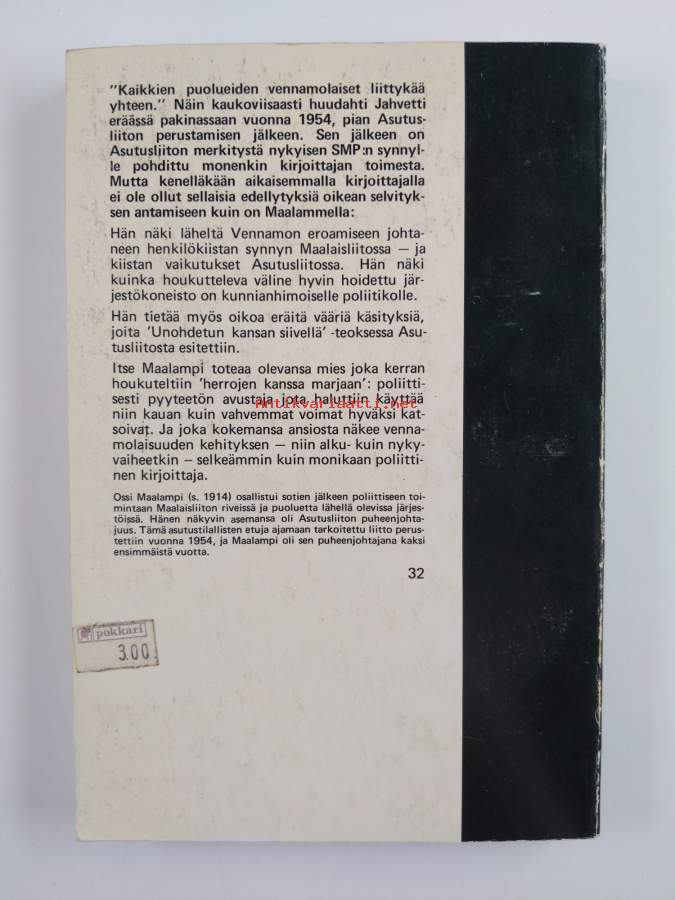 "Kaikkien puolueiden vennamolaiset liittykää
yhteen." Näin kaukoviisaasti huudahti Jahvetti
eräässä pakinassaan vuonna 1954, pian Asutus-
liiton perustamisen jälkeen. Sen jälkeen on
Asutusliiton merkitystä nykyisen SMP:n synnyl-
le pohdittu monenkin kirjoittajan toimesta.
Mutta kenelläkään aikaisemmalla kirjoittajalla
ei ole ollut sellaisia edellytyksiä oikean selvityk-
sen antamiseen kuin on Maalammella:
Hän näki läheltä Vennamon eroamiseen johta-
neen henkilökiistan synnyn Maalaisliitossa — ja
kiistan vaikutukset Asutusliitossa. Hän näki
kuinka houkutteleva väline hyvin hoidettu jär-
jestökoneisto on kunnianhimoiselle poliitikolle.
Hän tietää myös oikoa eräitä vääriä käsityksiä,
joita 'Unohdetun kansan siivellä' -teoksessa Asu-
tusliitosta esitettiin.
Itse Maalampi toteaa olevansa mies joka kerran
houkuteltiin 'herrojen kanssa marjaan': poliitti-
sesti pyyteetön avustaja jota haluttiin käyttää
Antikvariaatti.net
niin kauan kuin vahvemmat voimat hyväksi kat-
soivat. Ja joka kokemansa ansiosta näkee venna-
molaisuuden kehityksen — niin alku- kuin nyky-
vaiheetkin — selkeämmin kuin monikaan poliitti-
nen kirjoittaja.
Ossi Maalampi (s. 1914) osallistui sotien jälkeen poliittiseen toi-
mintaan Maalaisliiton riveissä ja puoluetta lähellä olevissa järjes-
töissä. Hänen näkyvin asemansa oli Asutusliiton puheenjohta-
juus. Tämä asutustilallisten etuja ajamaan tarkoitettu liitto perus-
tettiin vuonna 1954, ja Maalampi oli sen puheenjohtajana kaksi
ensimmäistä vuotta.
32
pokkari
3.00